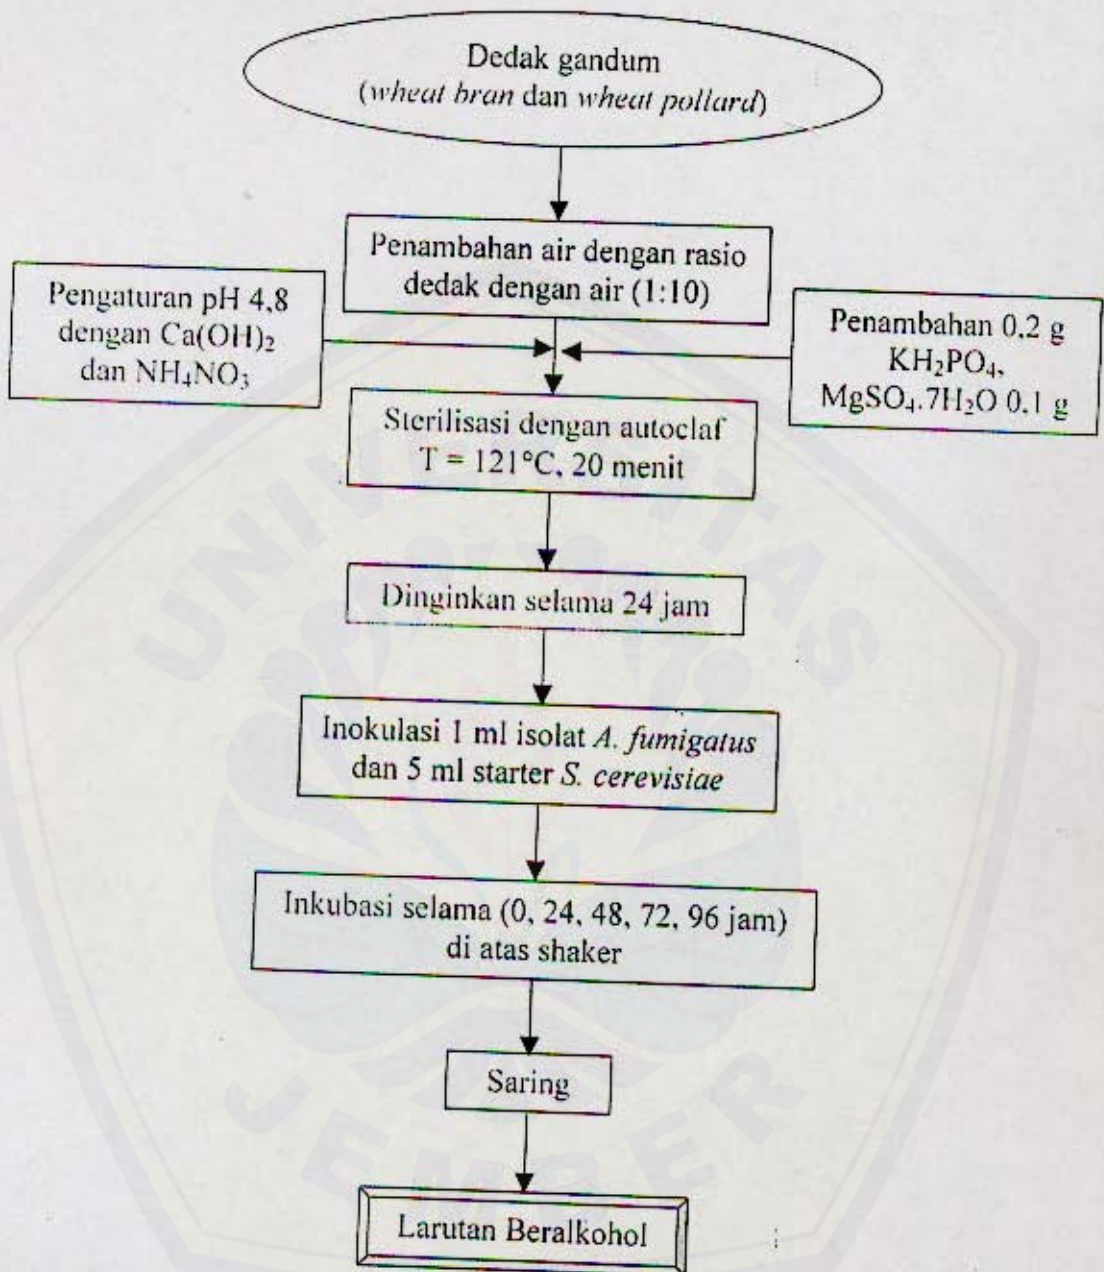 Dedak gandum
(wheat bran dan wheat pollard)
Penambahan air dengan rasio
dedak dengan air (1:10)
Pengaturan pH 4,8
dengan Ca(OH)₂
dan NH₄NO₃
Penambahan 0,2 g
KH₂PO₄,
MgSO₄.7H₂O 0,1 g
Sterilisasi dengan autoclaf
T = 121°C, 20 menit
Dinginkan selama 24 jam
Inokulasi 1 ml isolat A. fumigatus
dan 5 ml starter S. cerevisiae
Inkubasi selama (0, 24, 48, 72, 96 jam)
di atas shaker
Saring
Larutan Beralkohol
UNIVERSITAS
JEMBER